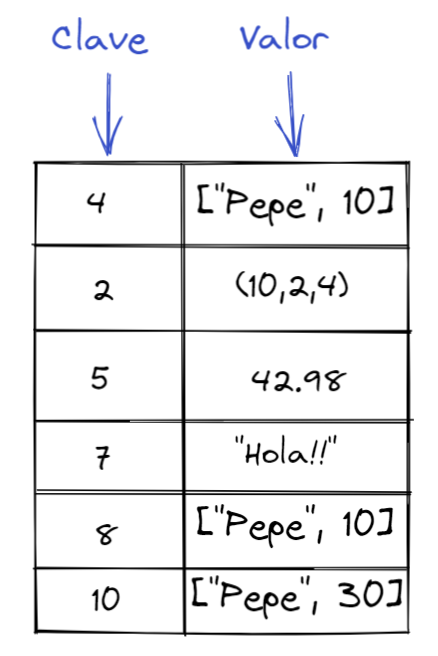 Clave Valor
4 ["Pepe", 10]
2 (10,2,4)
5 42.98
7 "Hola!!"
8 ["Pepe", 10]
10 ["Pepe", 30]